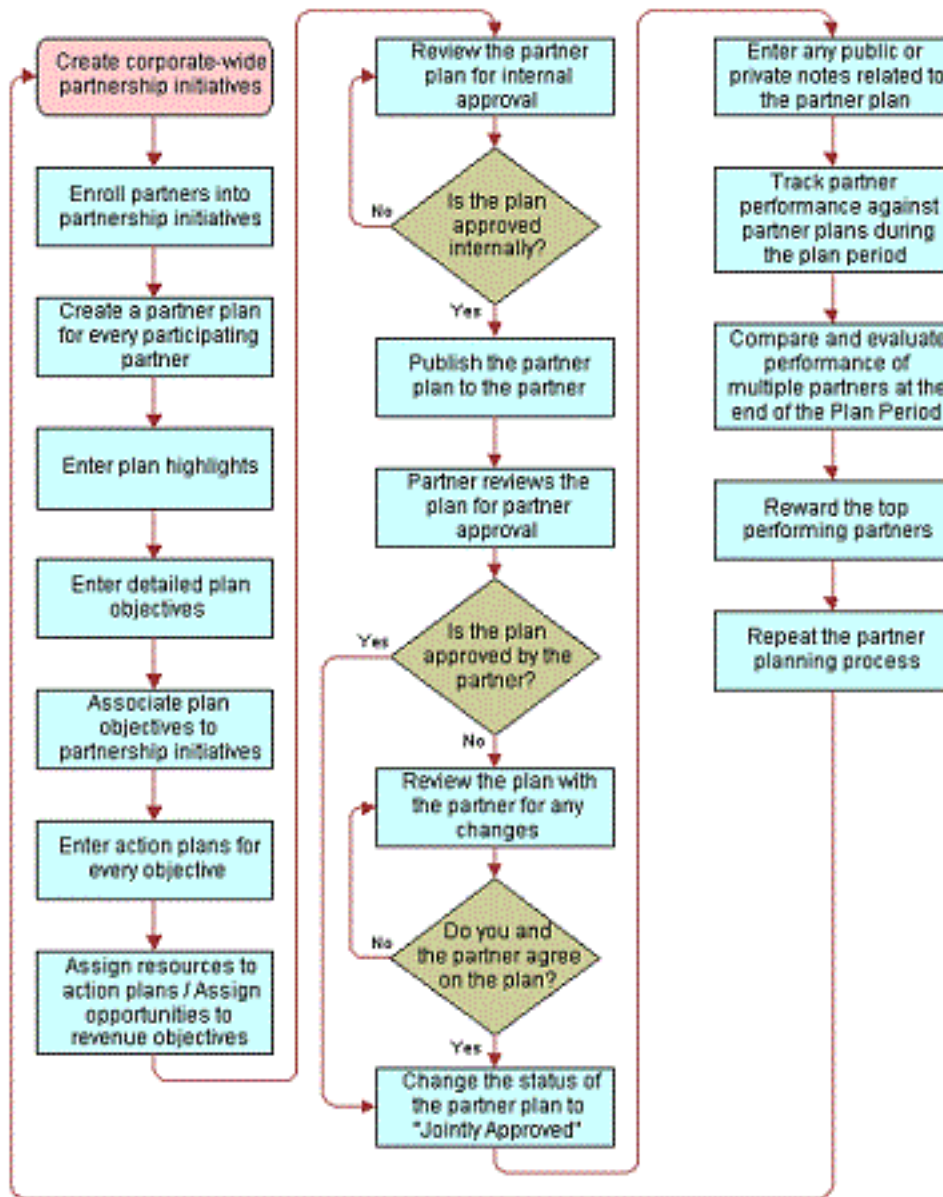 Create corporate-wide
partnership initiatives
Enroll partners into
partnership initiatives
Create a partner plan
for every participating
partner
Enter plan highlights
Enter detailed plan
objectives
Associate plan
objectives to
partnership initiatives
Enter action plans for
every objective
Assign resources to
action plans / Assign
opportunities to
revenue objectives
Review the partner
plan for internal
approval
Is the plan
approved
internally?
No
Yes
Publish the partner
plan to the partner
Partner reviews the
plan for partner
approval
Is the plan
approved by the
partner?
Yes
No
Review the plan with
the partner for any
changes
Do you and
the partner agree
on the plan?
No
Yes
Change the status of
the partner plan to
"Jointly Approved"
Enter any public or
private notes related to
the partner plan
Track partner
performance against
partner plans during
the plan period
Compare and evaluate
performance of
multiple partners at the
end of the Plan Period
Reward the top
performing partners
Repeat the partner
planning process